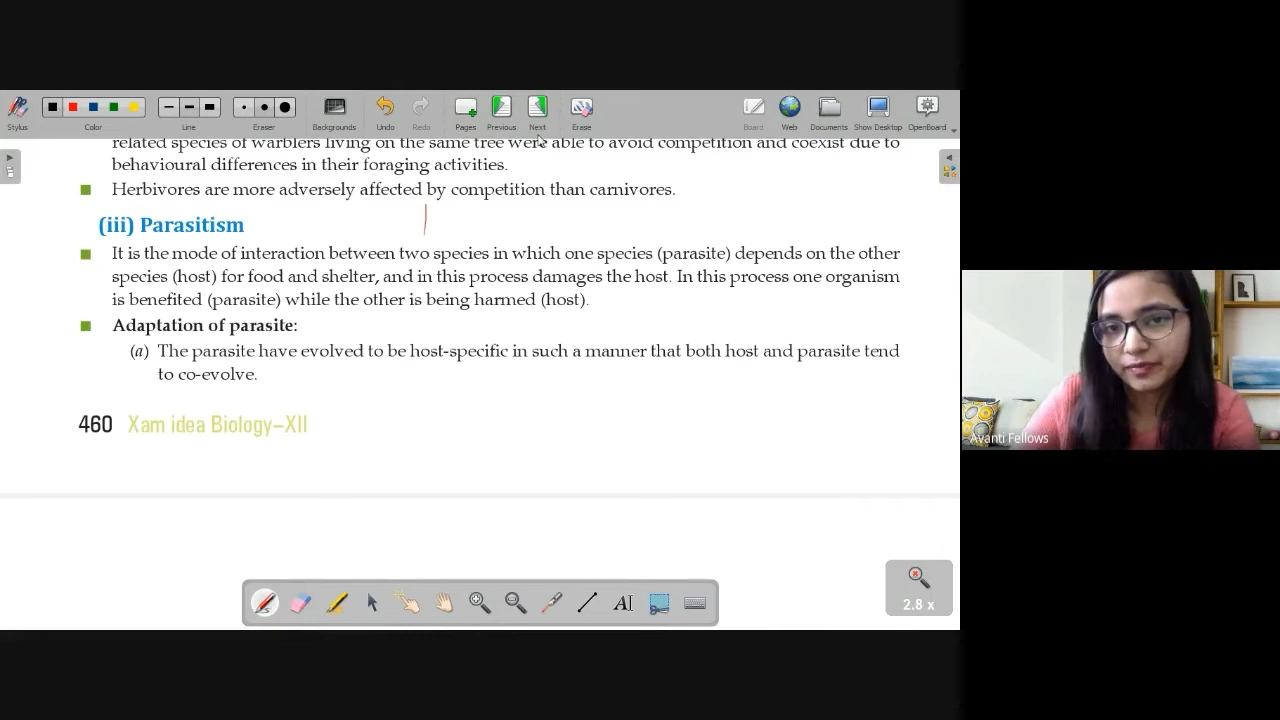 Stylus
Color
Line
Eraser
Backgrounds
Undo
Redo
Pages
Previous
Next
Erase
Board
Web
Documents
Show Desktop
OpenBoard
related species of warblers living on the same tree were able to avoid competition and coexist due to
behavioural differences in their foraging activities.
■ Herbivores are more adversely affected by competition than carnivores.
(iii) Parasitism
■ It is the mode of interaction between two species in which one species (parasite) depends on the other
species (host) for food and shelter, and in this process damages the host. In this process one organism
is benefited (parasite) while the other is being harmed (host).
■ Adaptation of parasite:
(a) The parasite have evolved to be host-specific in such a manner that both host and parasite tend
to co-evolve.
460 Xam idea Biology–XII
2.8 x
Avanti Fellows